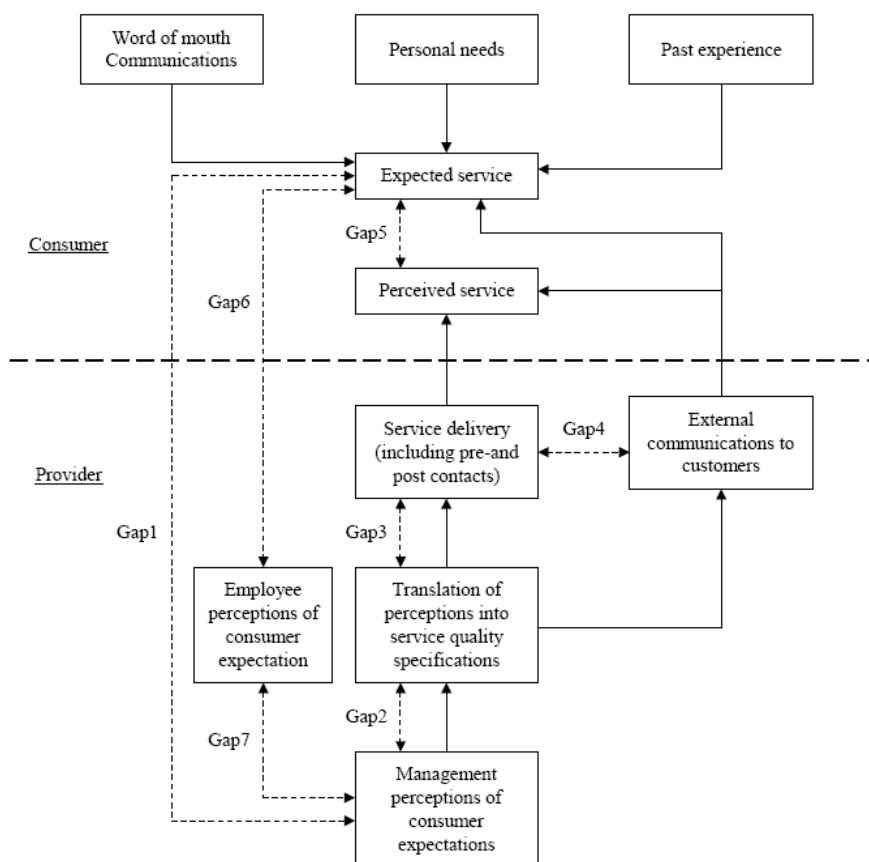 Word of mouth
Communications
Personal needs
Past experience
Expected service
Gap5
Consumer
Perceived service
Gap6
Service delivery
(including pre-and
post contacts)
Gap4
External
communications to
customers
Provider
Gap1
Gap3
Employee
perceptions of
consumer
expectation
Translation of
perceptions into
service quality
specifications
Gap2
Gap7
Management
perceptions of
consumer
expectations